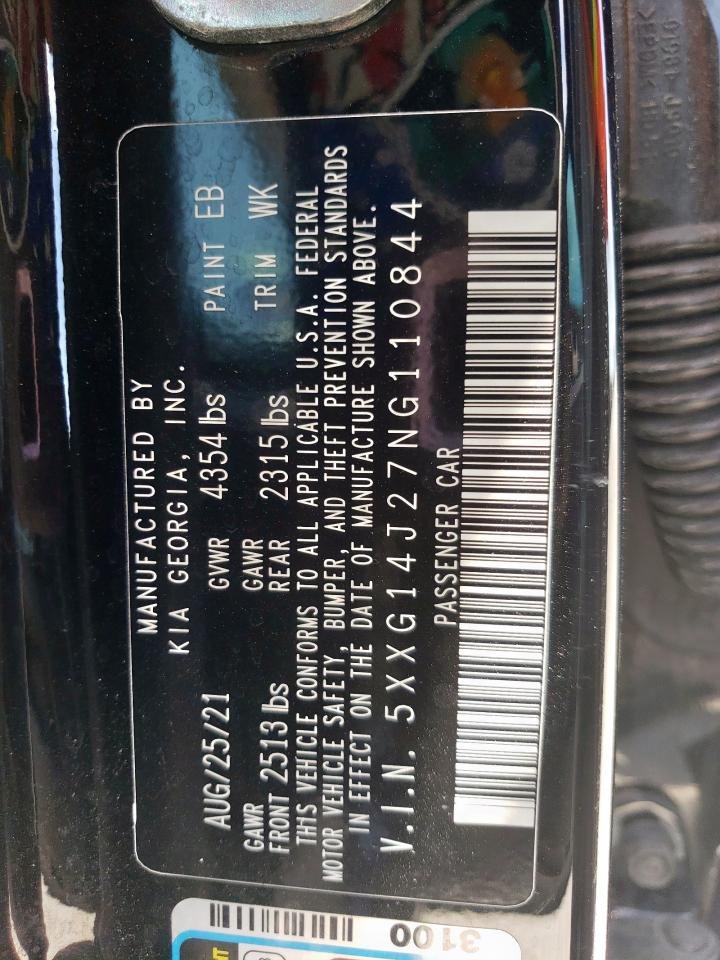 MANUFACTURED BY
KIA GEORGIA, INC.
AUG/25/21 GVWR 4354 lbs PAINT EB
GAWR FRONT 2513 lbs GAWR REAR 2315 lbs TRIM WK
THIS VEHICLE CONFORMS TO ALL APPLICABLE U.S.A. FEDERAL
MOTOR VEHICLE SAFETY, BUMPER, AND THEFT PREVENTION STANDARDS
IN EFFECT ON THE DATE OF MANUFACTURE SHOWN ABOVE.
V.I.N. 5XXG14J27NG110844
PASSENGER CAR
3100